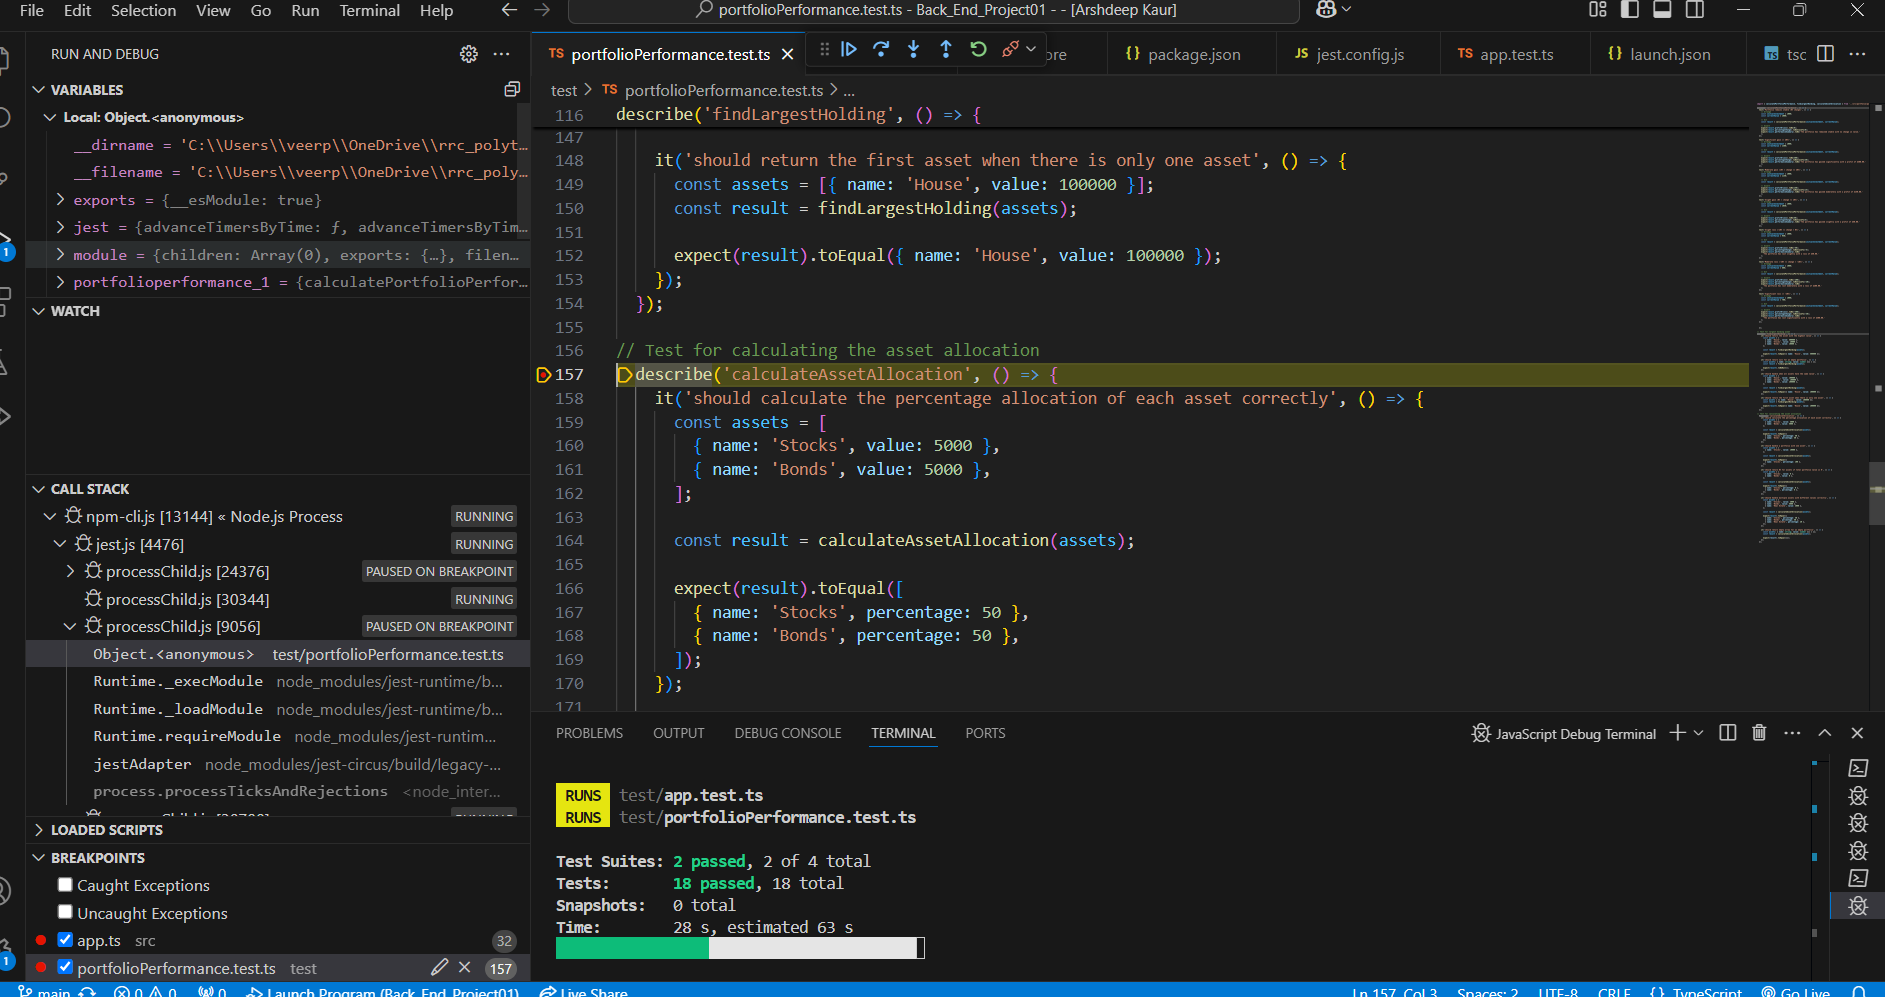 File Edit Selection View Go Run Terminal Help
portfolioPerformance.test.ts - Back_End_Project01 - - [Arshdeep Kaur]
RUN AND DEBUG
VARIABLES
Local: Object.<anonymous>
__dirname = 'C:\\Users\\veerp\\OneDrive\\rrc_polyt...
__filename = 'C:\\Users\\veerp\\OneDrive\\rrc_poly...
exports = {__esModule: true}
jest = {advanceTimersByTime: ƒ, advanceTimersByTim...
module = {children: Array(0), exports: {…}, filen...
portfolioperformance_1 = {calculatePortfolioPerfor...
WATCH
CALL STACK
npm-cli.js [13144] « Node.js Process RUNNING
jest.js [4476] RUNNING
processChild.js [24376] PAUSED ON BREAKPOINT
processChild.js [30344] RUNNING
processChild.js [9056] PAUSED ON BREAKPOINT
Object.<anonymous> test/portfolioPerformance.test.ts
Runtime._execModule node_modules/jest-runtime/b...
Runtime._loadModule node_modules/jest-runtime/b...
Runtime.requireModule node_modules/jest-runtim...
jestAdapter node_modules/jest-circus/build/legacy-...
process.processTicksAndRejections <node_inter...
LOADED SCRIPTS
BREAKPOINTS
Caught Exceptions
Uncaught Exceptions
app.ts src 32
portfolioPerformance.test.ts test 157
1
1
TS portfolioPerformance.test.ts
ore
{} package.json
JS jest.config.js
TS app.test.ts
{} launch.json
TS tsc
test > TS portfolioPerformance.test.ts > ...
116 describe('findLargestHolding', () => {
147
148 it('should return the first asset when there is only one asset', () => {
149 const assets = [{ name: 'House', value: 100000 }];
150 const result = findLargestHolding(assets);
151
152 expect(result).toEqual({ name: 'House', value: 100000 });
153 });
154 });
155
156 // Test for calculating the asset allocation
157 describe('calculateAssetAllocation', () => {
158 it('should calculate the percentage allocation of each asset correctly', () => {
159 const assets = [
160 { name: 'Stocks', value: 5000 },
161 { name: 'Bonds', value: 5000 },
162 ];
163
164 const result = calculateAssetAllocation(assets);
165
166 expect(result).toEqual([
167 { name: 'Stocks', percentage: 50 },
168 { name: 'Bonds', percentage: 50 },
169 ]);
170 });
171
PROBLEMS OUTPUT DEBUG CONSOLE TERMINAL PORTS
JavaScript Debug Terminal
RUNS test/app.test.ts
RUNS test/portfolioPerformance.test.ts
Test Suites: 2 passed, 2 of 4 total
Tests: 18 passed, 18 total
Snapshots: 0 total
Time: 28 s, estimated 63 s
main 0 0 0 Launch Program (Back_End_Project01) Live Share
Ln 157, Col 3 Spaces: 2 UTF-8 CRLF {} TypeScript Go Live